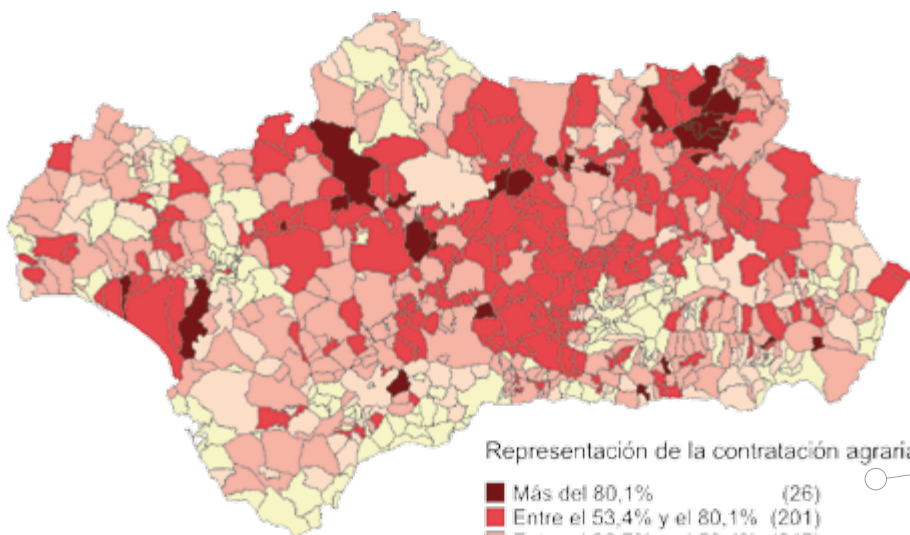 Representación de la contratación agraria
Más del 80,1% (26)
Entre el 53,4% y el 80,1% (201)